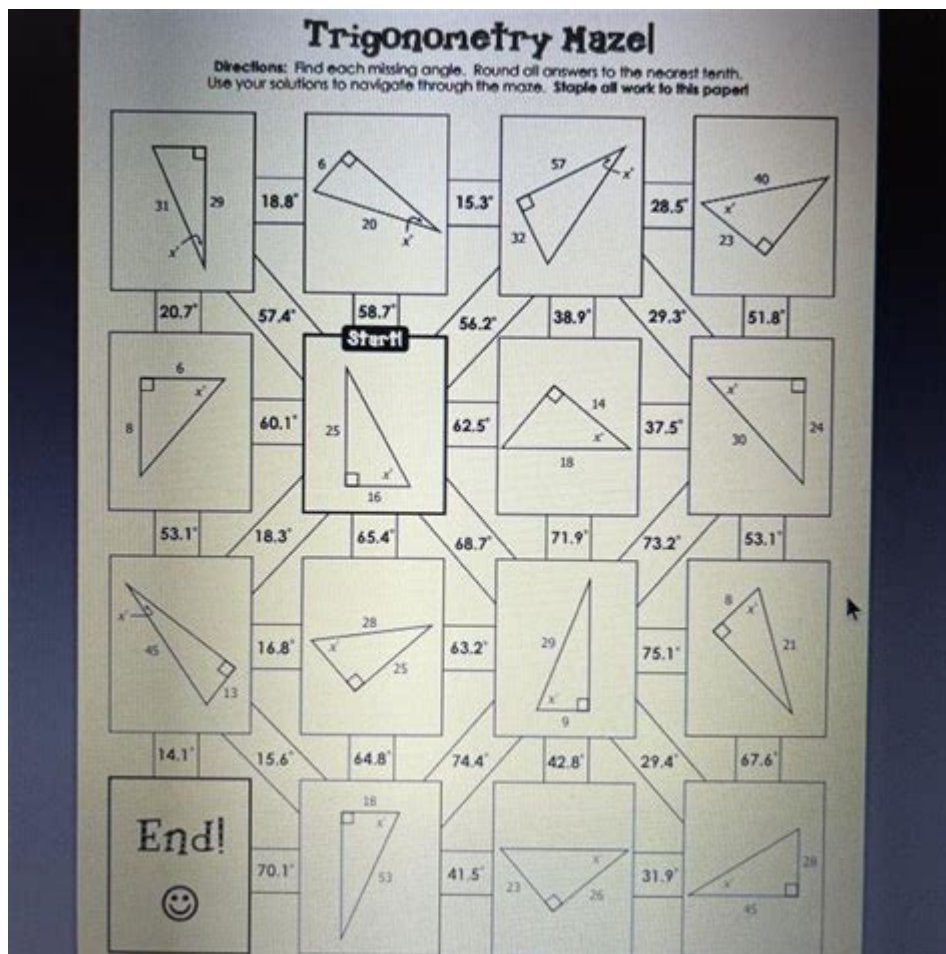 Trigonometry Maze!
Directions: Find each missing angle. Round all answers to the nearest tenth.
Use your solutions to navigate through the maze. Staple all work to this paper!
31 29 x°
18.8°
6 20 x°
15.3°
57 32 x°
28.5°
40 23 x°
20.7°
57.4°
58.7°
56.2°
38.9°
29.3°
51.8°
6 8 x°
60.1°
Start!
25 16 x°
62.5°
14 18 x°
37.5°
x° 30 24
53.1°
18.3°
65.4°
68.7°
71.9°
73.2°
53.1°
x° 45 13
16.8°
28 x° 25
63.2°
29 x° 9
75.1°
8 x° 21
14.1°
15.6°
64.8°
74.4°
42.8°
29.4°
67.6°
End!
70.1°
18 x° 53
41.5°
x° 23 26
31.9°
28 x° 45